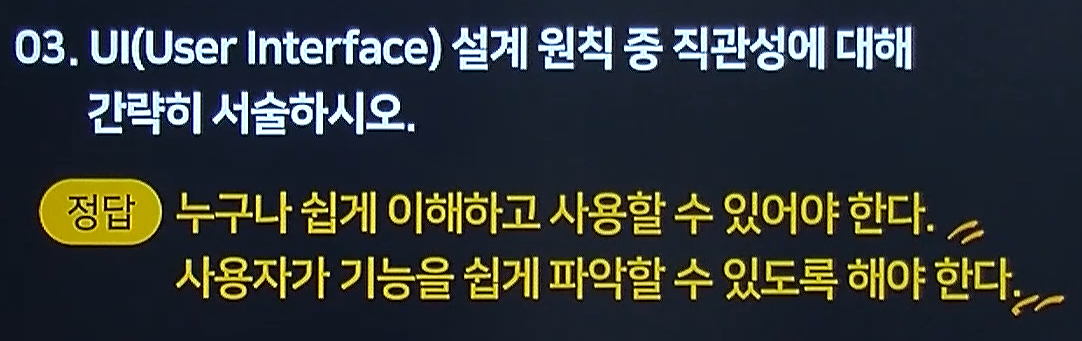 03. UI(User Interface) 설계 원칙 중 직관성에 대해
간략히 서술하시오.
정답 누구나 쉽게 이해하고 사용할 수 있어야 한다.
사용자가 기능을 쉽게 파악할 수 있도록 해야 한다.